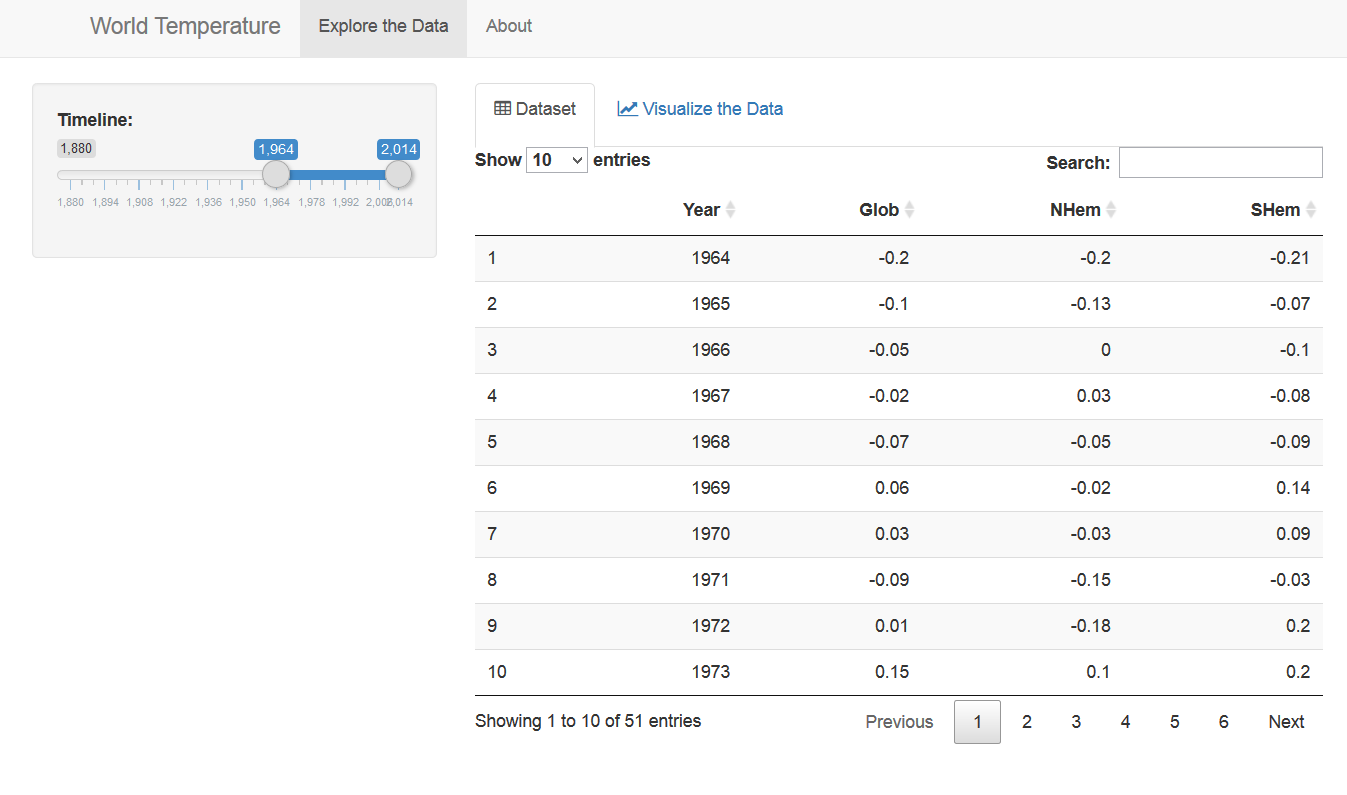 World Temperature Explore the Data About
Timeline:
1,880 1,964 2,014
1,880 1,894 1,908 1,922 1,936 1,950 1,964 1,978 1,992 2,006 2,014
Dataset Visualize the Data
Show 10 entries Search:
Year Glob NHem SHem
1 1964 -0.2 -0.2 -0.21
2 1965 -0.1 -0.13 -0.07
3 1966 -0.05 0 -0.1
4 1967 -0.02 0.03 -0.08
5 1968 -0.07 -0.05 -0.09
6 1969 0.06 -0.02 0.14
7 1970 0.03 -0.03 0.09
8 1971 -0.09 -0.15 -0.03
9 1972 0.01 -0.18 0.2
10 1973 0.15 0.1 0.2
Showing 1 to 10 of 51 entries Previous 1 2 3 4 5 6 Next